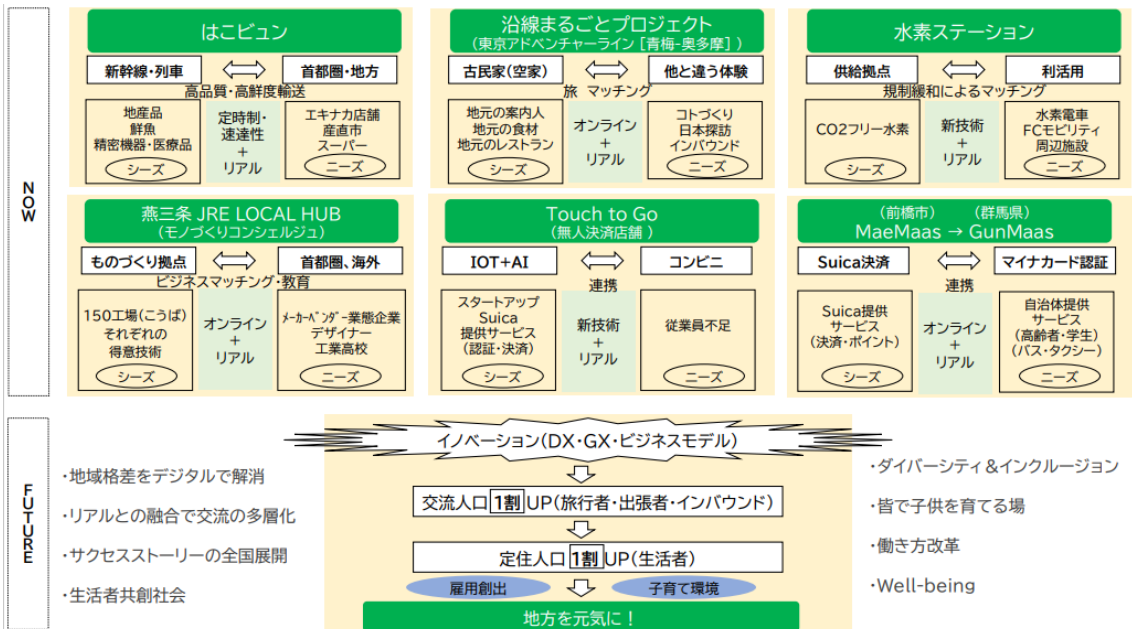 NOW
はこビュン
新幹線・列車
首都圏・地方
高品質・高鮮度輸送
地産品
鮮魚
精密機器・医療品
シーズ
定時制・
速達性
+
リアル
エキナカ店舗
産直市
スーパー
ニーズ
沿線まるごとプロジェクト
(東京アドベンチャーライン [青梅-奥多摩] )
古民家(空家)
他と違う体験
旅 マッチング
地元の案内人
地元の食材
地元のレストラン
シーズ
オンライン
+
リアル
コトづくり
日本探訪
インバウンド
ニーズ
水素ステーション
供給拠点
利活用
規制緩和によるマッチング
CO2フリー水素
シーズ
新技術
+
リアル
水素電車
FCモビリティ
周辺施設
ニーズ
燕三条 JRE LOCAL HUB
(モノづくりコンシェルジュ)
ものづくり拠点
首都圏、海外
ビジネスマッチング・教育
150工場(こうば)
それぞれの
得意技術
シーズ
オンライン
+
リアル
メーカーベンダー業態企業
デザイナー
工業高校
ニーズ
Touch to Go
(無人決済店舗 )
IOT+AI
コンビニ
連携
スタートアップ
Suica
提供サービス
(認証・決済)
シーズ
新技術
+
リアル
従業員不足
ニーズ
(前橋市) (群馬県)
MaeMaas → GunMaas
Suica決済
マイナカード認証
連携
Suica提供
サービス
(決済・ポイント)
シーズ
オンライン
+
リアル
自治体提供
サービス
(高齢者・学生)
(バス・タクシー)
ニーズ
FUTURE
・地域格差をデジタルで解消
・リアルとの融合で交流の多層化
・サクセスストーリーの全国展開
・生活者共創社会
イノベーション(DX・GX・ビジネスモデル)
交流人口 1割 UP(旅行者・出張者・インバウンド)
定住人口 1割 UP(生活者)
雇用創出
子育て環境
地方を元気に!
・ダイバーシティ&インクルージョン
・皆で子供を育てる場
・働き方改革
・Well-being